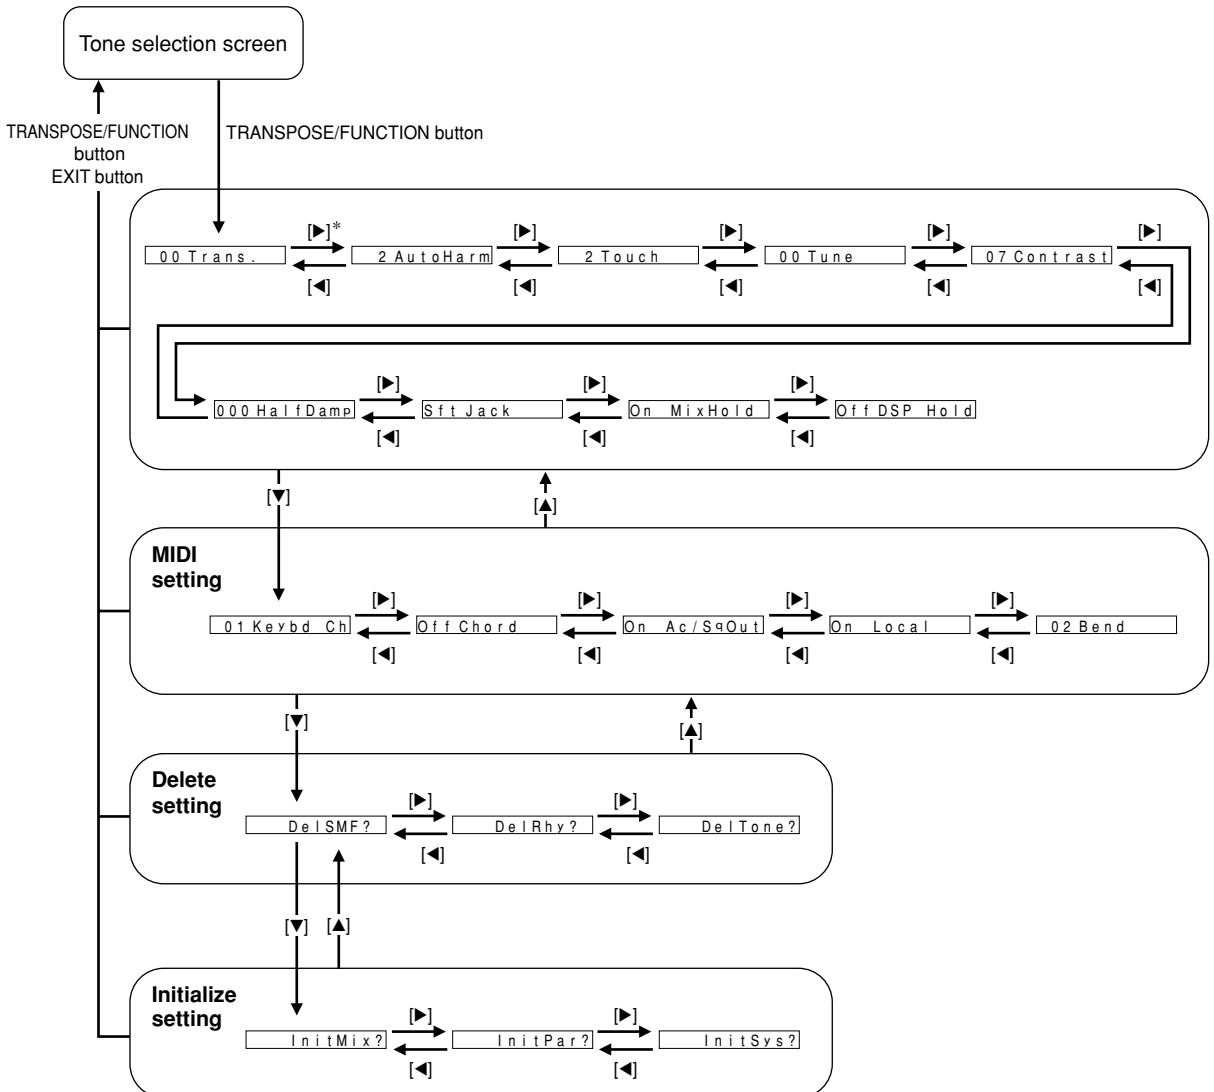 Tone selection screen
TRANSPOSE/FUNCTION
button
EXIT button
TRANSPOSE/FUNCTION button
[▶]* [▶] [▶] [▶] [▶]
00 Trans. 2 AutoHarm 2 Touch 00 Tune 07 Contrast
[◀] [◀] [◀] [◀] [◀]
[▶] [▶] [▶]
000 HalfDamp Sft Jack On MixHold Off DSP Hold
[◀] [◀] [◀]
[▼] [▲]
MIDI
setting
[▶] [▶] [▶] [▶]
01 Keybd Ch Off Chord On Ac/SqOut On Local 02 Bend
[◀] [◀] [◀] [◀]
[▼] [▲]
Delete
setting
[▶] [▶]
DelSMF? DelRhy? DelTone?
[◀] [◀]
[▼] [▲]
Initialize
setting
[▶] [▶]
InitMix? InitPar? InitSys?
[◀] [◀]